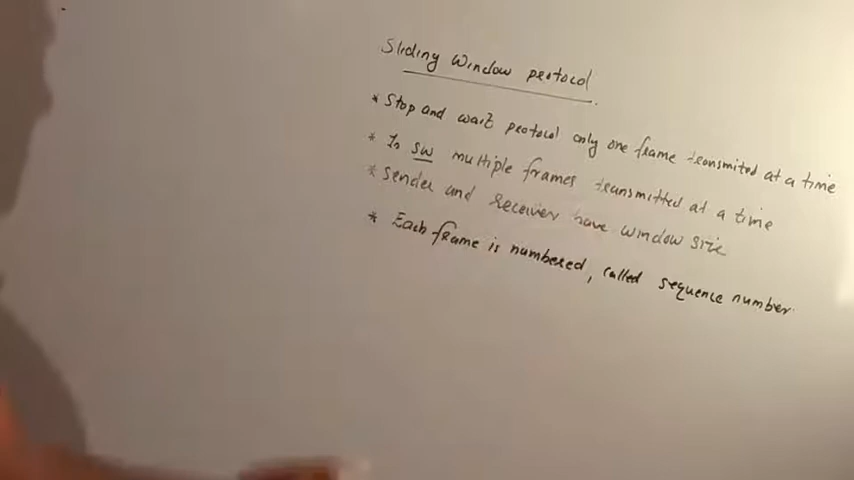 Sliding Window protocol
* Stop and wait protocol only one frame transmited at a time
* In SW multiple frames transmitted at a time
* Sender and Receiver have window size
* Each frame is numbered, called sequence number.